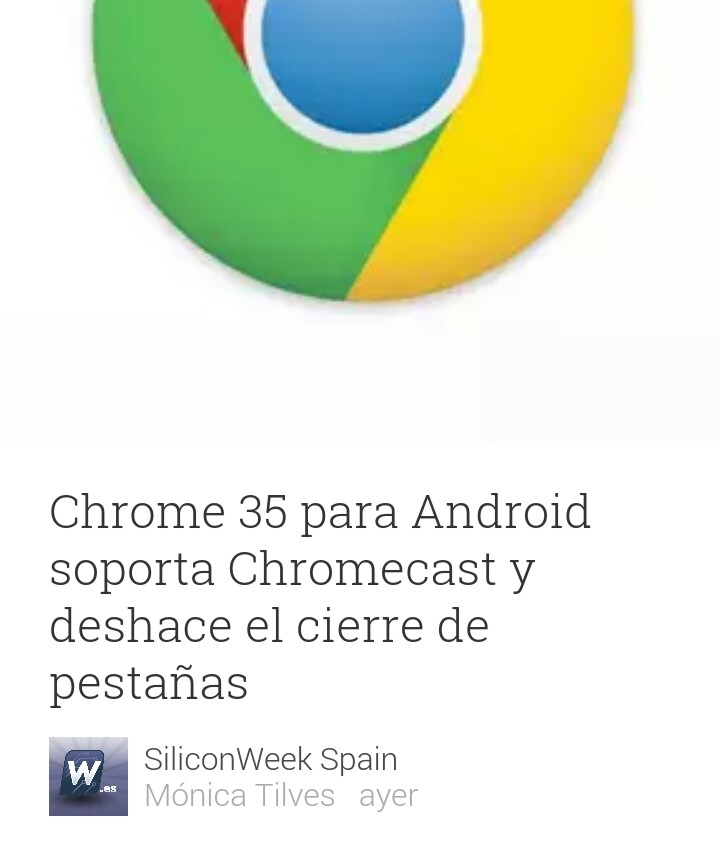 Chrome 35 para Android
soporta Chromecast y
deshace el cierre de
pestañas
W.es
SiliconWeek Spain
Mónica Tilves ayer